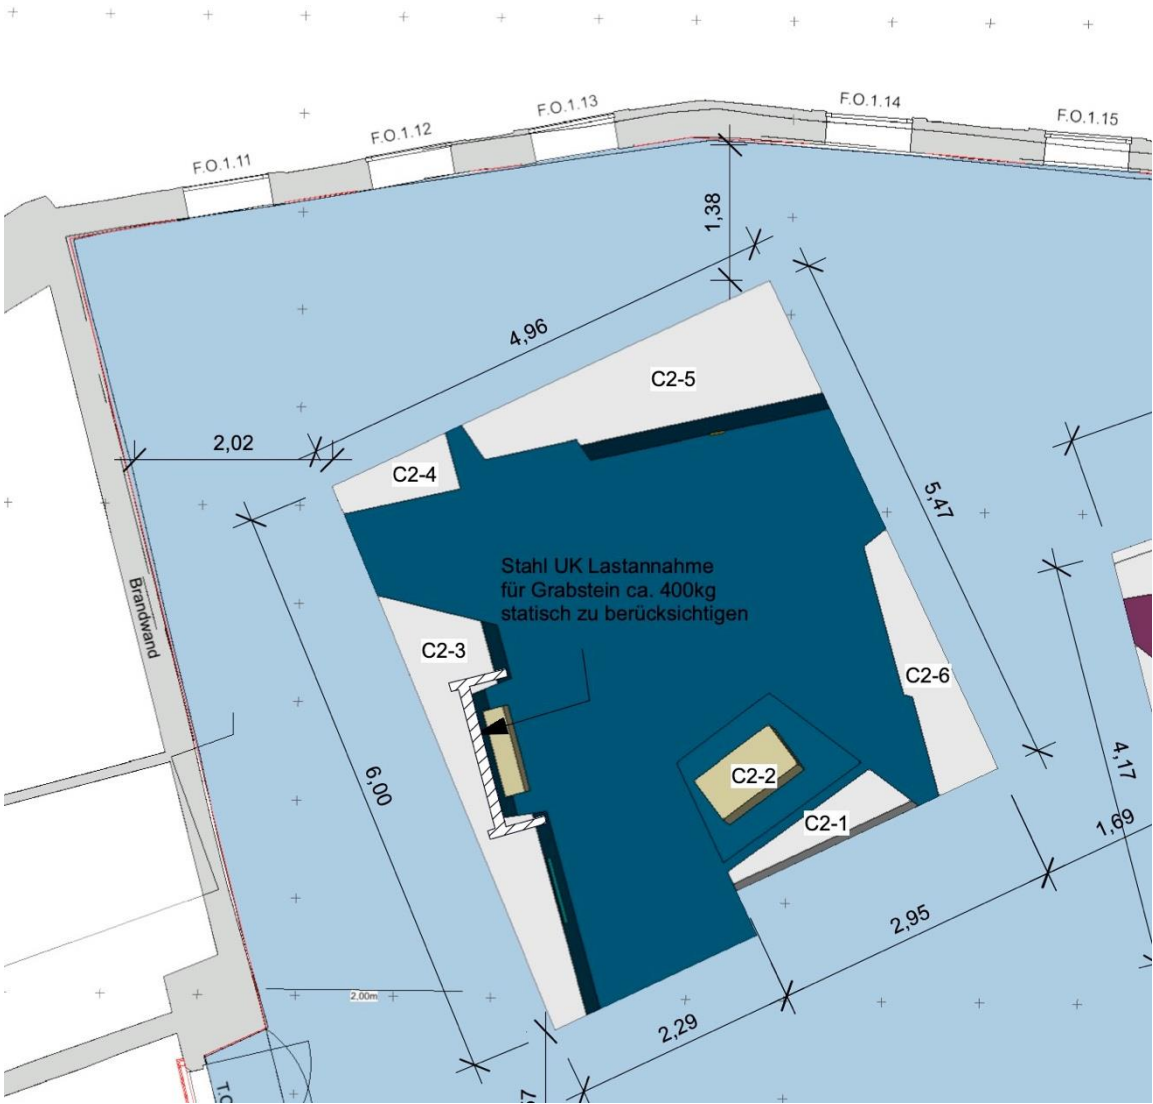 F.O.1.11
F.O.1.12
F.O.1.13
F.O.1.14
F.O.1.15
1,38
4,96
C2-5
2,02
C2-4
5,47
Stahl UK Lastannahme
für Grabstein ca. 400kg
statisch zu berücksichtigen
Brandwand
C2-3
C2-6
6,00
C2-2
4,17
C2-1
1,69
2,95
2,00m
2,29